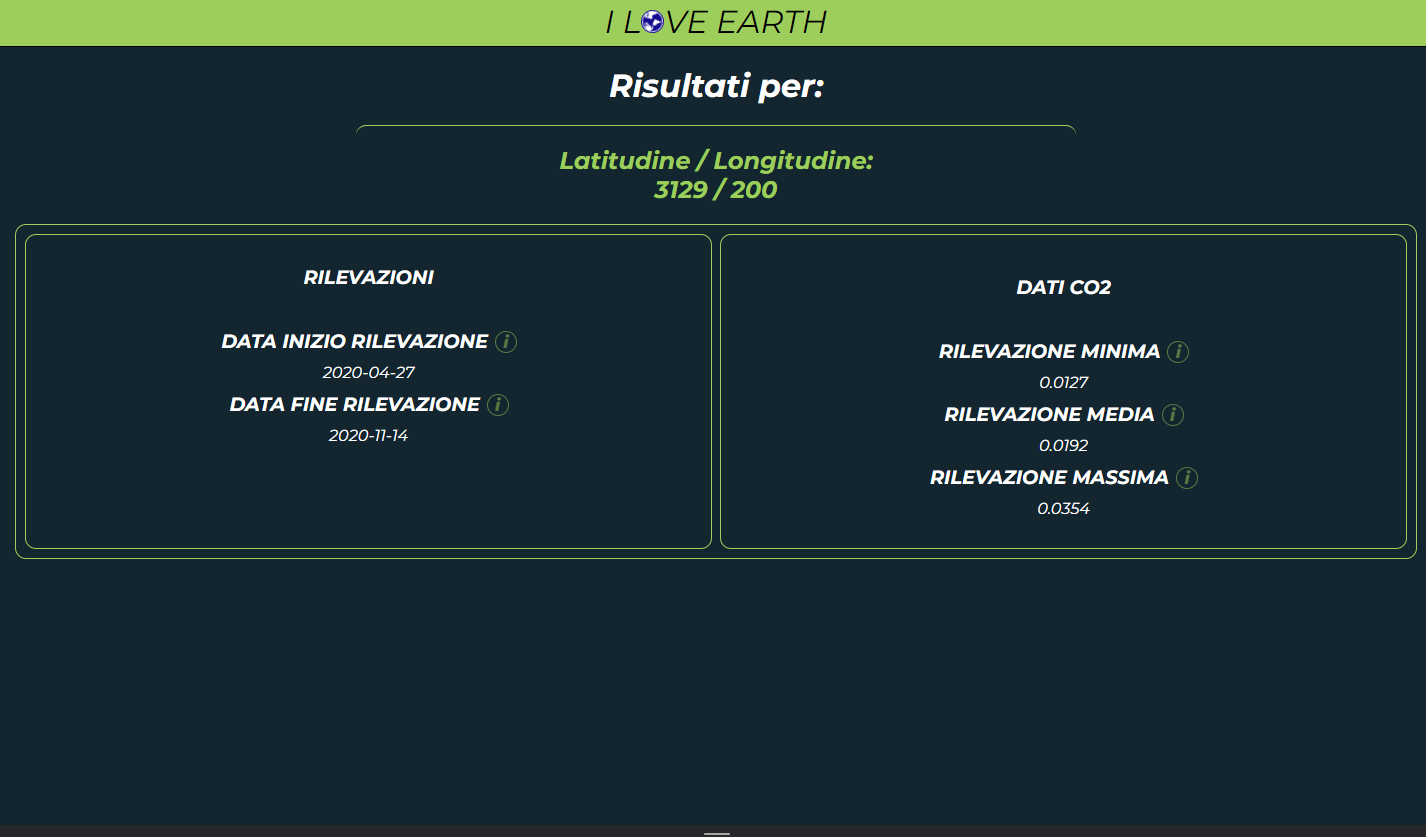 I LOVE EARTH
Risultati per:
Latitudine / Longitudine:
3129 / 200
RILEVAZIONI
DATA INIZIO RILEVAZIONE i
2020-04-27
DATA FINE RILEVAZIONE i
2020-11-14
DATI CO2
RILEVAZIONE MINIMA i
0.0127
RILEVAZIONE MEDIA i
0.0192
RILEVAZIONE MASSIMA i
0.0354